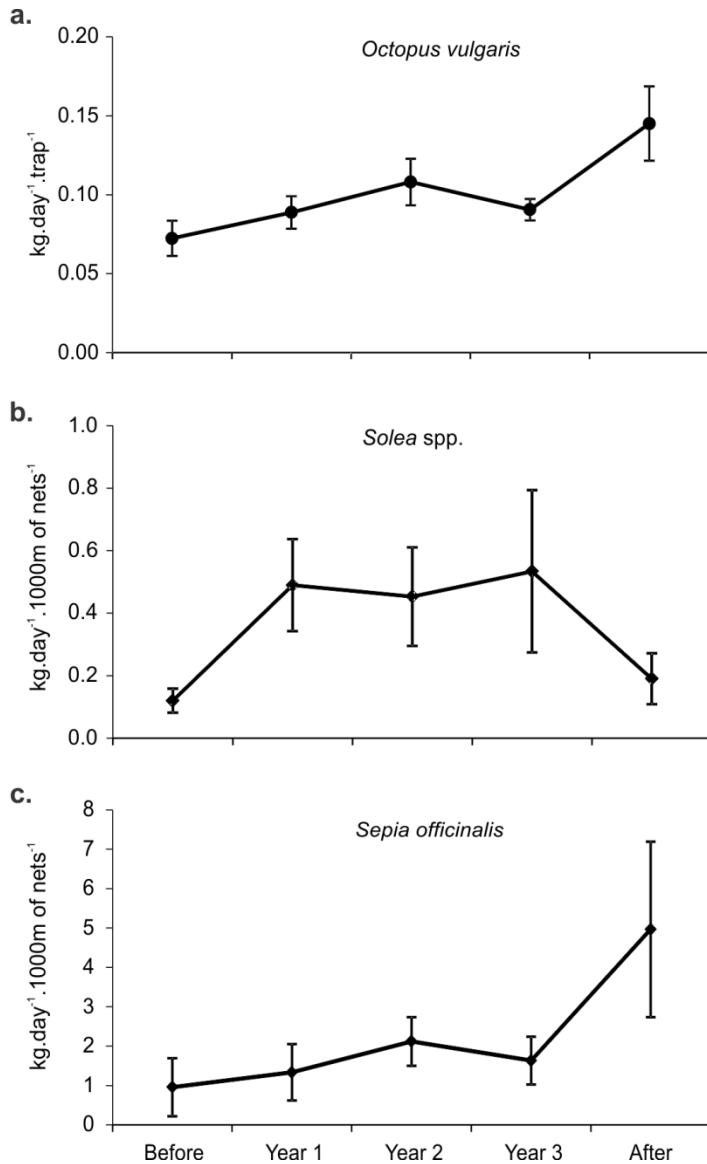 a.
Octopus vulgaris
kg.day⁻¹.trap⁻¹
0.20
0.15
0.10
0.05
0.00
b.
Solea spp.
kg.day⁻¹.1000m of nets⁻¹
1.0
0.8
0.6
0.4
0.2
0.0
c.
Sepia officinalis
kg.day⁻¹.1000m of nets⁻¹
8
7
6
5
4
3
2
1
0
Before Year 1 Year 2 Year 3 After